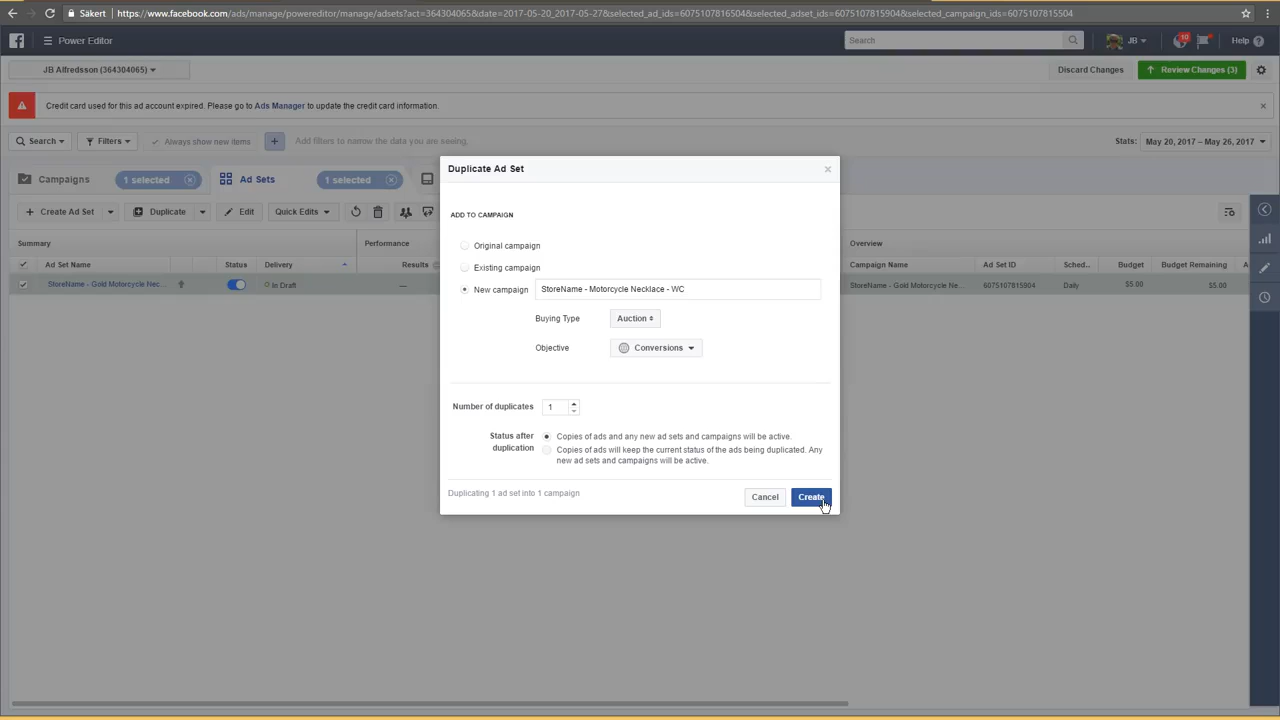 Säkert
https://www.facebook.com/ads/manage/powereditor/manage/adsets?act=364304065&date=2017-05-20_2017-05-27&selected_ad_ids=6075107816504&selected_adset_ids=6075107815904&selected_campaign_ids=6075107815504
Power Editor
Search
JB
10
Help
JB Alfredsson (364304065)
Discard Changes
Review Changes (3)
Credit card used for this ad account expired. Please go to Ads Manager to update the credit card information.
Search
Filters
Always show new items
Add filters to narrow the data you are seeing.
Stats:
May 20, 2017 – May 26, 2017
Campaigns
1 selected
Ad Sets
1 selected
Create Ad Set
Duplicate
Edit
Quick Edits
Summary
Performance
Overview
Ad Set Name
Status
Delivery
Results
Campaign Name
Ad Set ID
Sched...
Budget
Budget Remaining
StoreName - Gold Motorcycle Nec...
In Draft
—
StoreName - Gold Motorcycle Ne...
6075107815904
Daily
$5.00
$5.00
Duplicate Ad Set
ADD TO CAMPAIGN
Original campaign
Existing campaign
New campaign
StoreName - Motorcycle Necklace - WC
Buying Type
Auction
Objective
Conversions
Number of duplicates
1
Status after
duplication
Copies of ads and any new ad sets and campaigns will be active.
Copies of ads will keep the current status of the ads being duplicated. Any
new ad sets and campaigns will be active.
Duplicating 1 ad set into 1 campaign
Cancel
Create